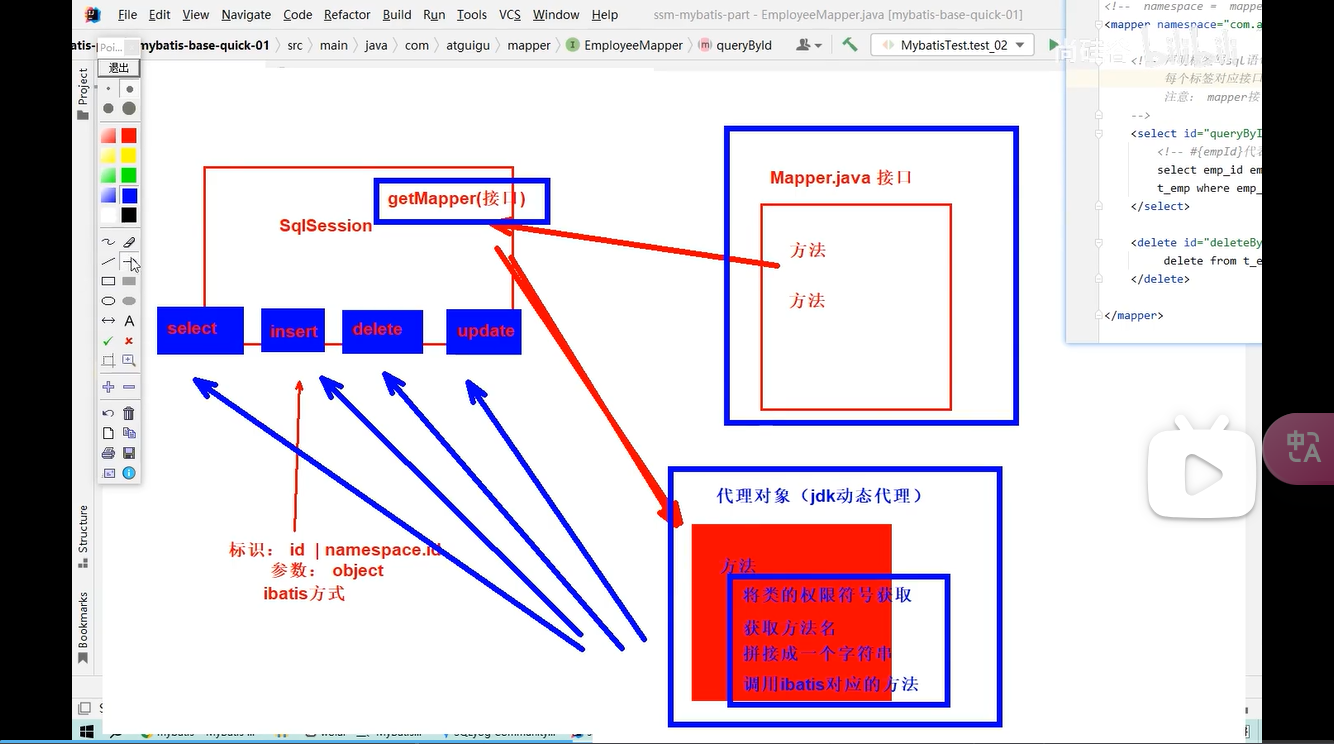 File Edit View Navigate Code Refactor Build Run Tools VCS Window Help ssm-mybatis-part - EmployeeMapper.java [mybatis-base-quick-01]
mybatis-base-quick-01 src main java com atguigu mapper EmployeeMapper queryById MybatisTest.test_02
退出
Project
Structure
Bookmarks
SqlSession
getMapper(接口)
select insert delete update
标识： id | namespace.id
参数： object
ibatis方式
Mapper.java 接口
方法
方法
代理对象（jdk动态代理）
方法
将类的权限符号获取
获取方法名
拼接成一个字符串
调用ibatis对应的方法
<!-- namespace = mappe
<mapper namespace="com.a
每个标签对应接口
注意： mapper接
-->
<select id="queryByI
<!-- #{empId}代
select emp_id em
t_emp where emp_
</select>
<delete id="deleteBy
delete from t_e
</delete>
</mapper>